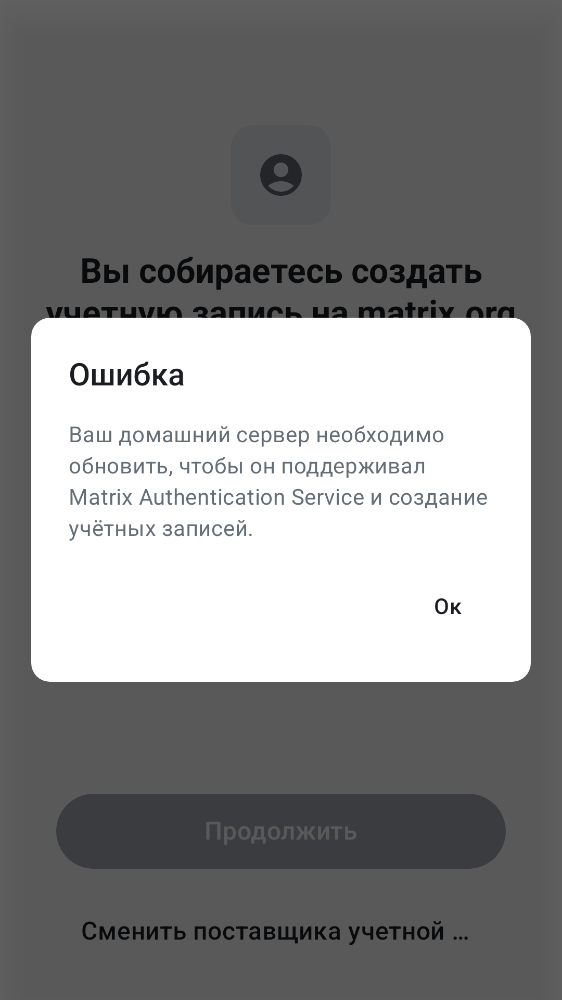 Вы собираетесь создать
учетную запись на matrix.org
Ошибка
Ваш домашний сервер необходимо
обновить, чтобы он поддерживал
Matrix Authentication Service и создание
учётных записей.
Ок
Продолжить
Сменить поставщика учетной ...